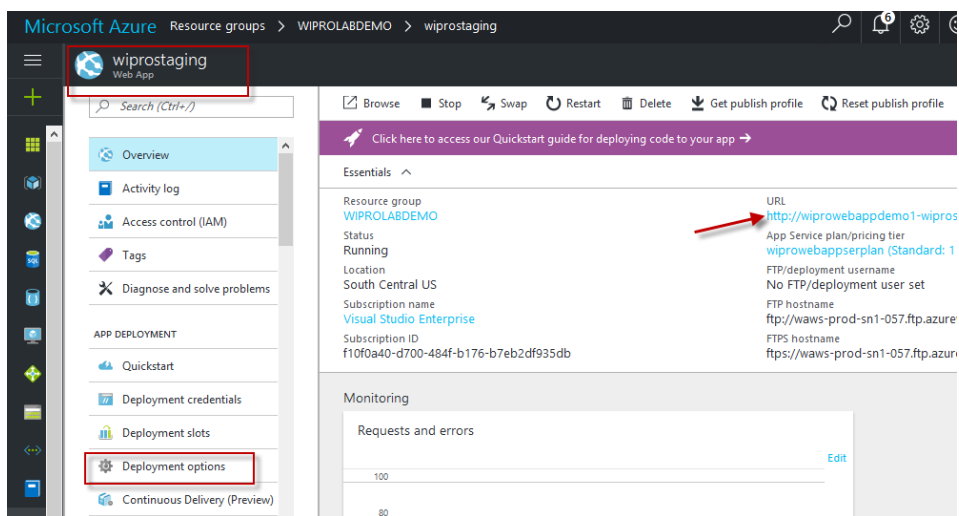 Microsoft Azure Resource groups > WIPROLABDEMO > wiprostaging
6
wiprostaging
Web App
Search (Ctrl+/)
Overview
Activity log
Access control (IAM)
Tags
Diagnose and solve problems
APP DEPLOYMENT
Quickstart
Deployment credentials
Deployment slots
Deployment options
Continuous Delivery (Preview)
SQL
Browse Stop Swap Restart Delete Get publish profile Reset publish profile
Click here to access our Quickstart guide for deploying code to your app →
Essentials
Resource group
WIPROLABDEMO
Status
Running
Location
South Central US
Subscription name
Visual Studio Enterprise
Subscription ID
f10f0a40-d700-484f-b176-b7eb2df935db
URL
http://wiprowebappdemo1-wipros
App Service plan/pricing tier
wiprowebappserplan (Standard: 1
FTP/deployment username
No FTP/deployment user set
FTP hostname
ftp://waws-prod-sn1-057.ftp.azurew
FTPS hostname
ftps://waws-prod-sn1-057.ftp.azure
Monitoring
Requests and errors
Edit
100
80